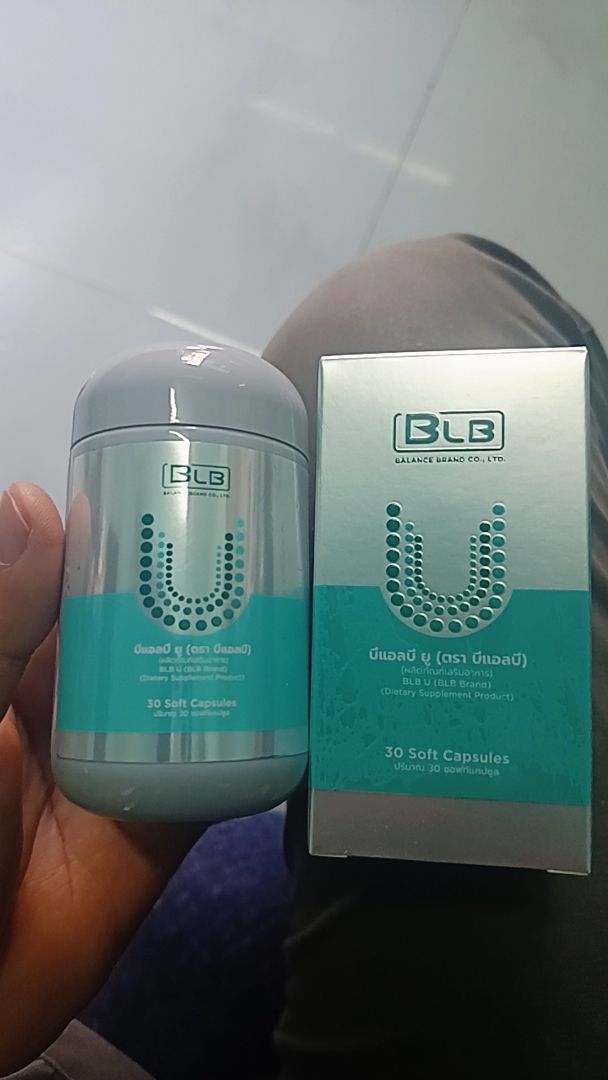 BLB
BALANCE BRAND CO., LTD.
บีแอลบี ยู (ตรา บีแอลบี)
(ผลิตภัณฑ์เสริมอาหาร)
BLB U (BLB Brand)
(Dietary Supplement Product)
30 Soft Capsules
ปริมาณ 30 ซอฟท์แคปซูล
BLB
BALANCE BRAND CO., LTD.
บีแอลบี ยู (ตรา บีแอลบี)
(ผลิตภัณฑ์เสริมอาหาร)
BLB U (BLB Brand)
(Dietary Supplement Product)
30 Soft Capsules
ปริมาณ 30 ซอฟท์แคปซูล